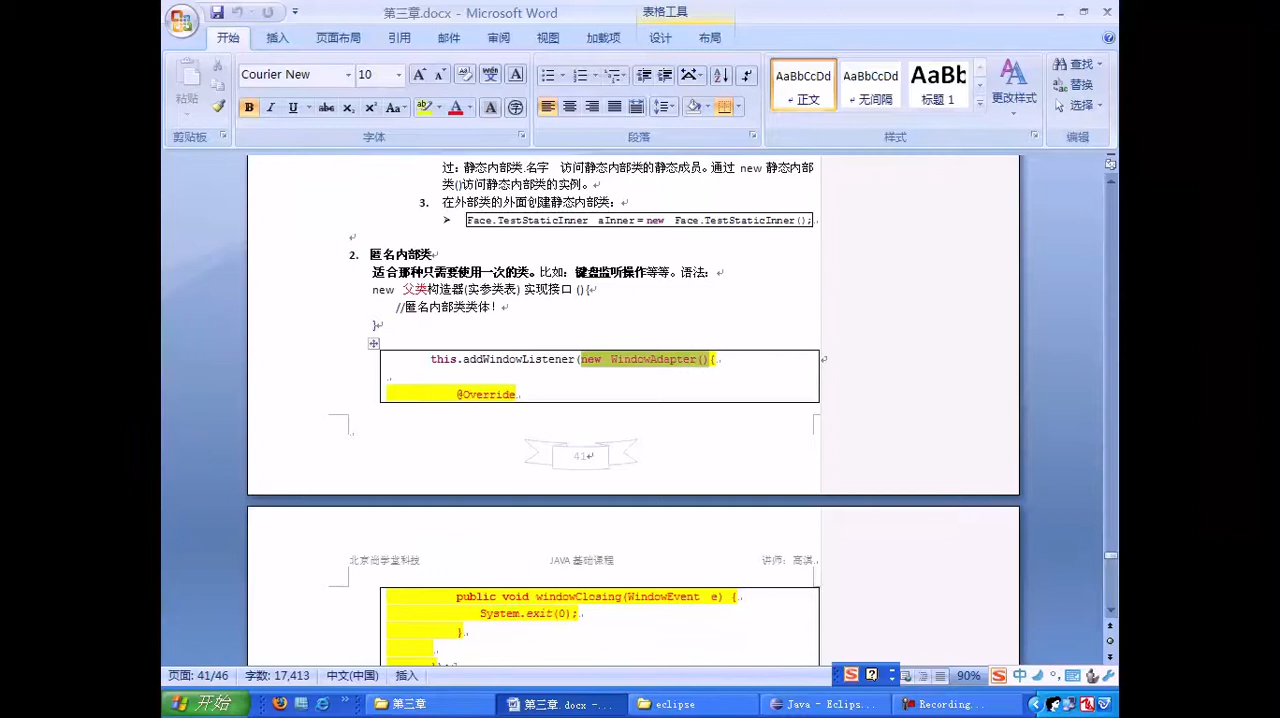 第三章.docx - Microsoft Word
表格工具
开始 插入 页面布局 引用 邮件 审阅 视图 加载项 设计 布局
Courier New 10
粘贴
剪贴板 字体 段落 样式 编辑
AaBbCcDd AaBbCcDd AaBb
正文 无间隔 标题 1
更改样式
查找
替换
选择
过：静态内部类.名字 访问静态内部类的静态成员。通过 new 静态内部
类()访问静态内部类的实例。
3. 在外部类的外面创建静态内部类：
Face.TestStaticInner aInner = new Face.TestStaticInner();
2. 匿名内部类
适合那种只需要使用一次的类。比如：键盘监听操作等等。语法：
new 父类构造器(实参类表) 实现接口 (){
//匿名内部类类体！
}
this.addWindowListener(new WindowAdapter(){
@Override
41
北京尚学堂科技 JAVA 基础课程 讲师：高淇
public void windowClosing(WindowEvent e) {
System.exit(0);
}
页面: 41/46 字数: 17,413 中文(中国) 插入 90%
开始 第三章 第三章.docx -... eclipse Java - Eclips... Recording...